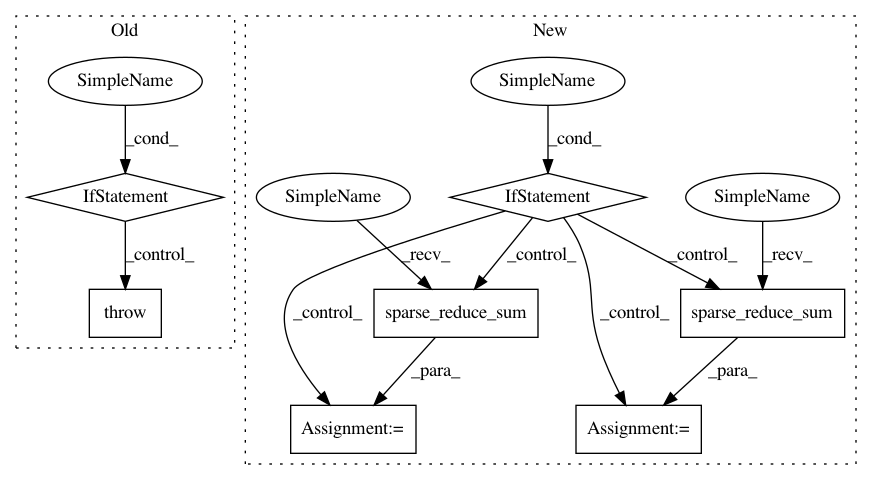 Old
New
SimpleName
SimpleName
_cond_
_cond_
IfStatement
SimpleName
IfStatement
SimpleName
_control_
_recv_
_control_
_control_
_recv_
throw
_control_
sparse_reduce_sum
_control_
sparse_reduce_sum
_para_
_para_
Assignment:=
Assignment:=